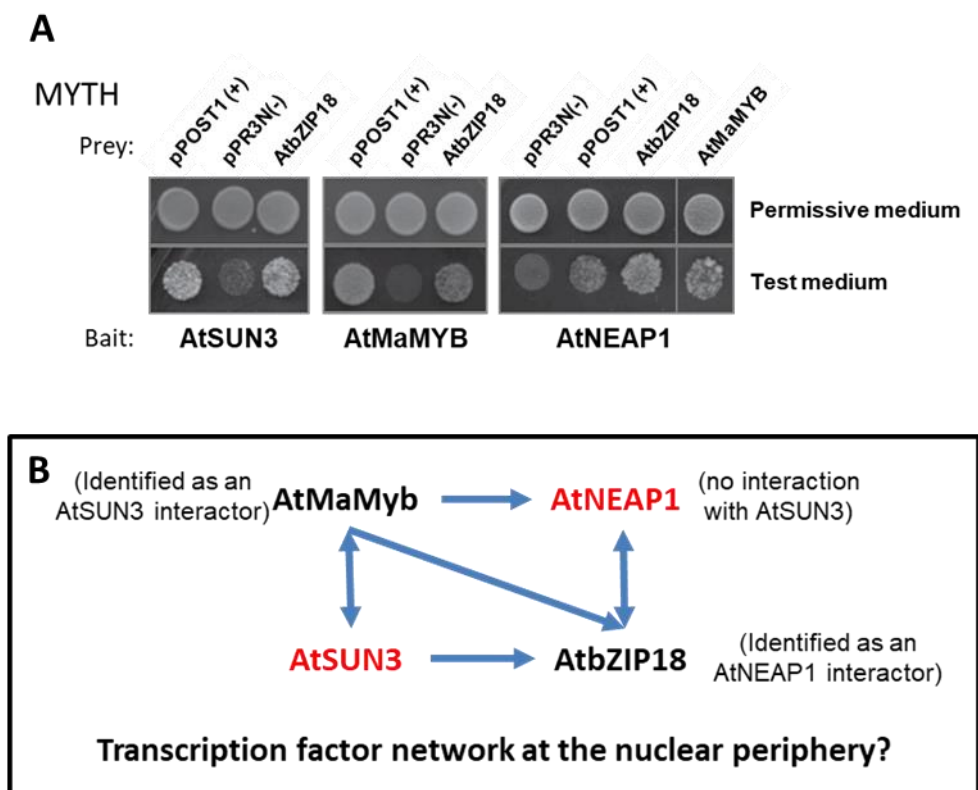 A
MYTH
Prey:
pPOST1 (+)
pPR3N(-)
AtbZIP18
pPOST1 (+)
pPR3N(-)
AtbZIP18
pPR3N(-)
pPOST1 (+)
AtbZIP18
AtMaMYB
Permissive medium
Test medium
Bait:
AtSUN3
AtMaMYB
AtNEAP1
B
(Identified as an
AtSUN3 interactor)
AtMaMyb
AtNEAP1
(no interaction
with AtSUN3)
AtSUN3
AtbZIP18
(Identified as an
AtNEAP1 interactor)
Transcription factor network at the nuclear periphery?